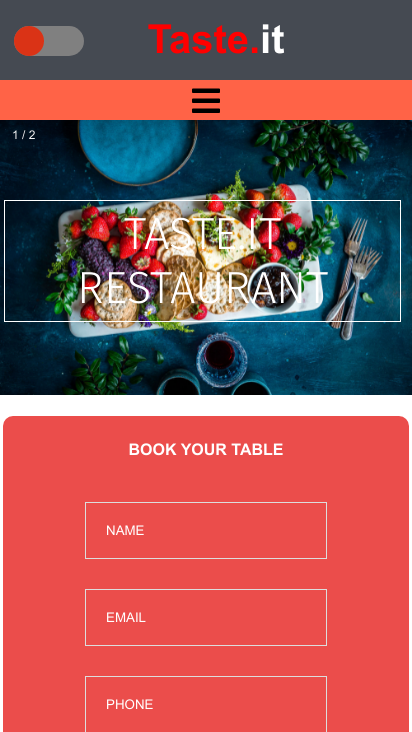 Taste.it
1 / 2
TASTE.IT
RESTAURANT
BOOK YOUR TABLE
NAME
EMAIL
PHONE